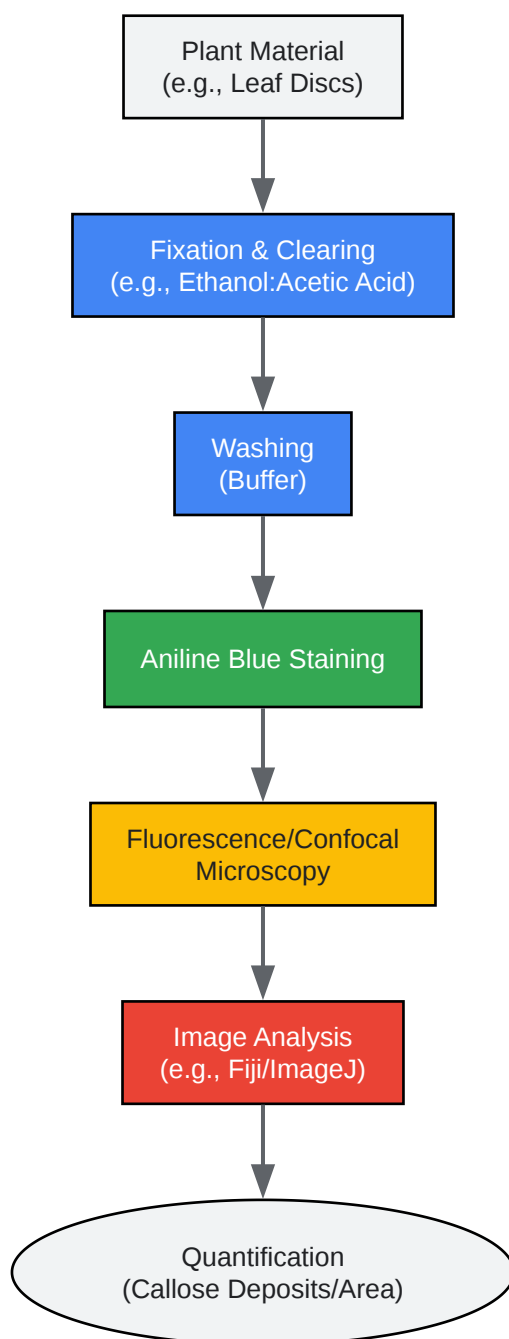 Plant Material
(e.g., Leaf Discs)
Fixation & Clearing
(e.g., Ethanol:Acetic Acid)
Washing
(Buffer)
Aniline Blue Staining
Fluorescence/Confocal
Microscopy
Image Analysis
(e.g., Fiji/ImageJ)
Quantification
(Callose Deposits/Area)